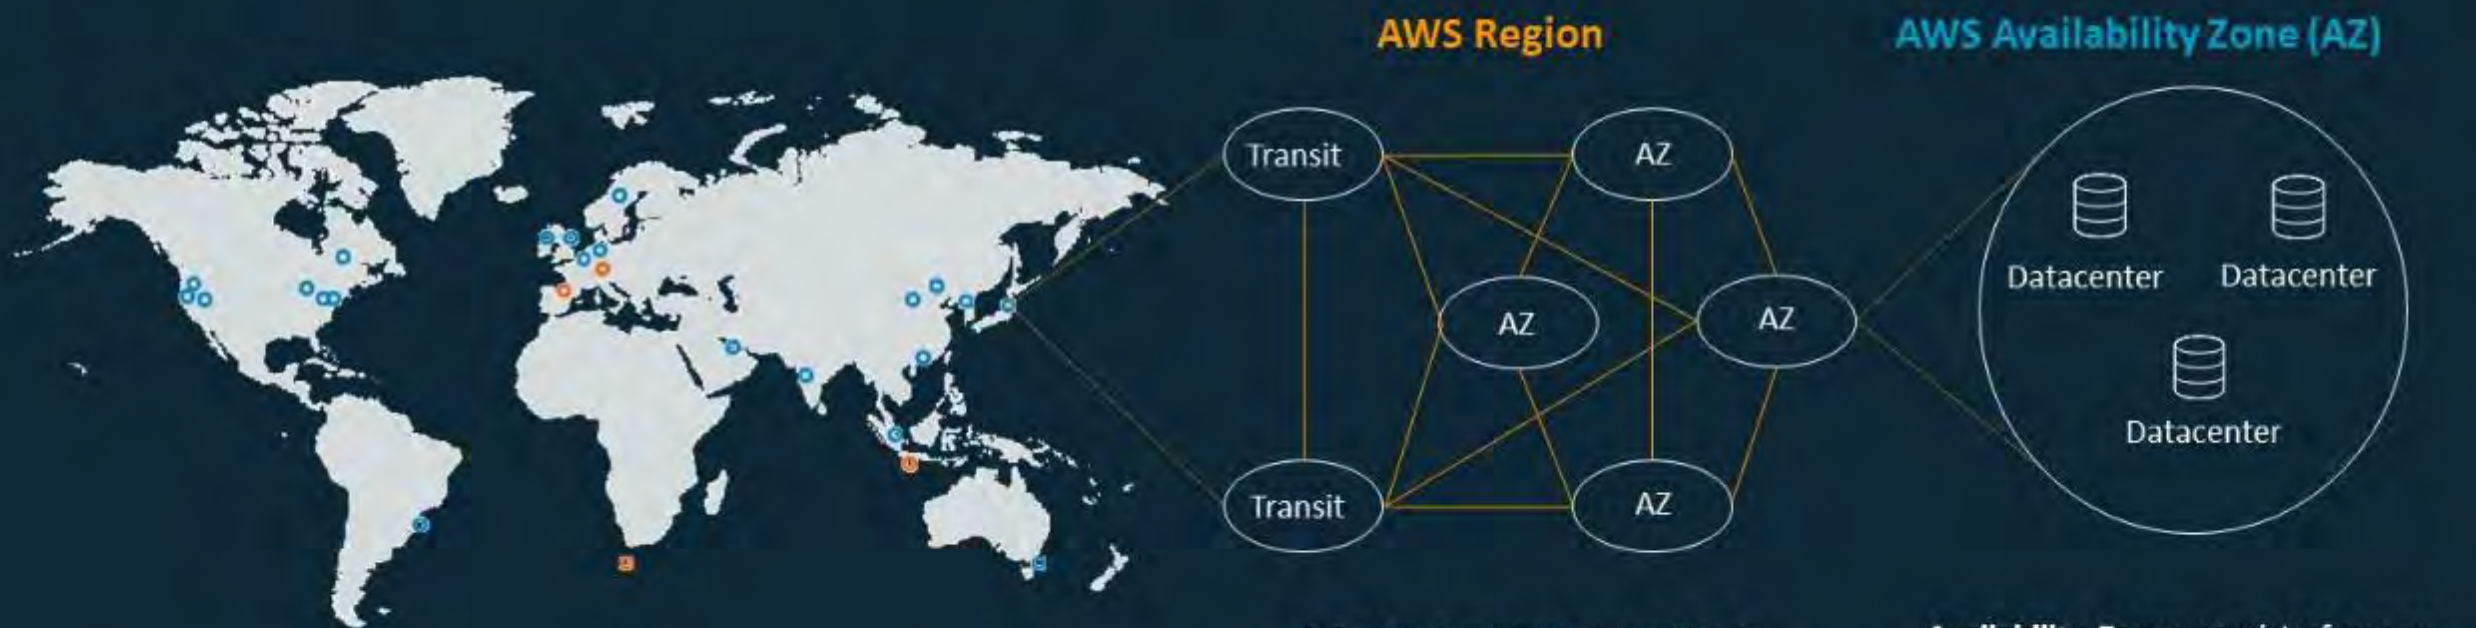 AWS Region
AWS Availability Zone (AZ)
Transit
AZ
AZ
AZ
Transit
AZ
Datacenter
Datacenter
Datacenter